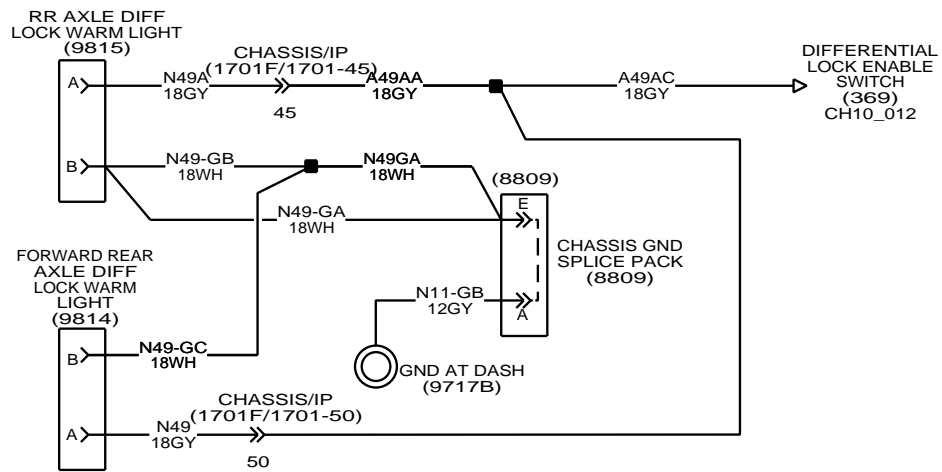 RR AXLE DIFF
LOCK WARM LIGHT
(9815)
A
N49A
18GY
CHASSIS/IP
(1701F/1701-45)
45
A49AA
18GY
A49AC
18GY
DIFFERENTIAL
LOCK ENABLE
SWITCH
(369)
CH10_012
B
N49-GB
18WH
N49GA
18WH
N49-GA
18WH
(8809)
E
A
CHASSIS GND
SPLICE PACK
(8809)
N11-GB
12GY
GND AT DASH
(9717B)
FORWARD REAR
AXLE DIFF
LOCK WARM
LIGHT
(9814)
B
N49-GC
18WH
A
N49
18GY
CHASSIS/IP
(1701F/1701-50)
50